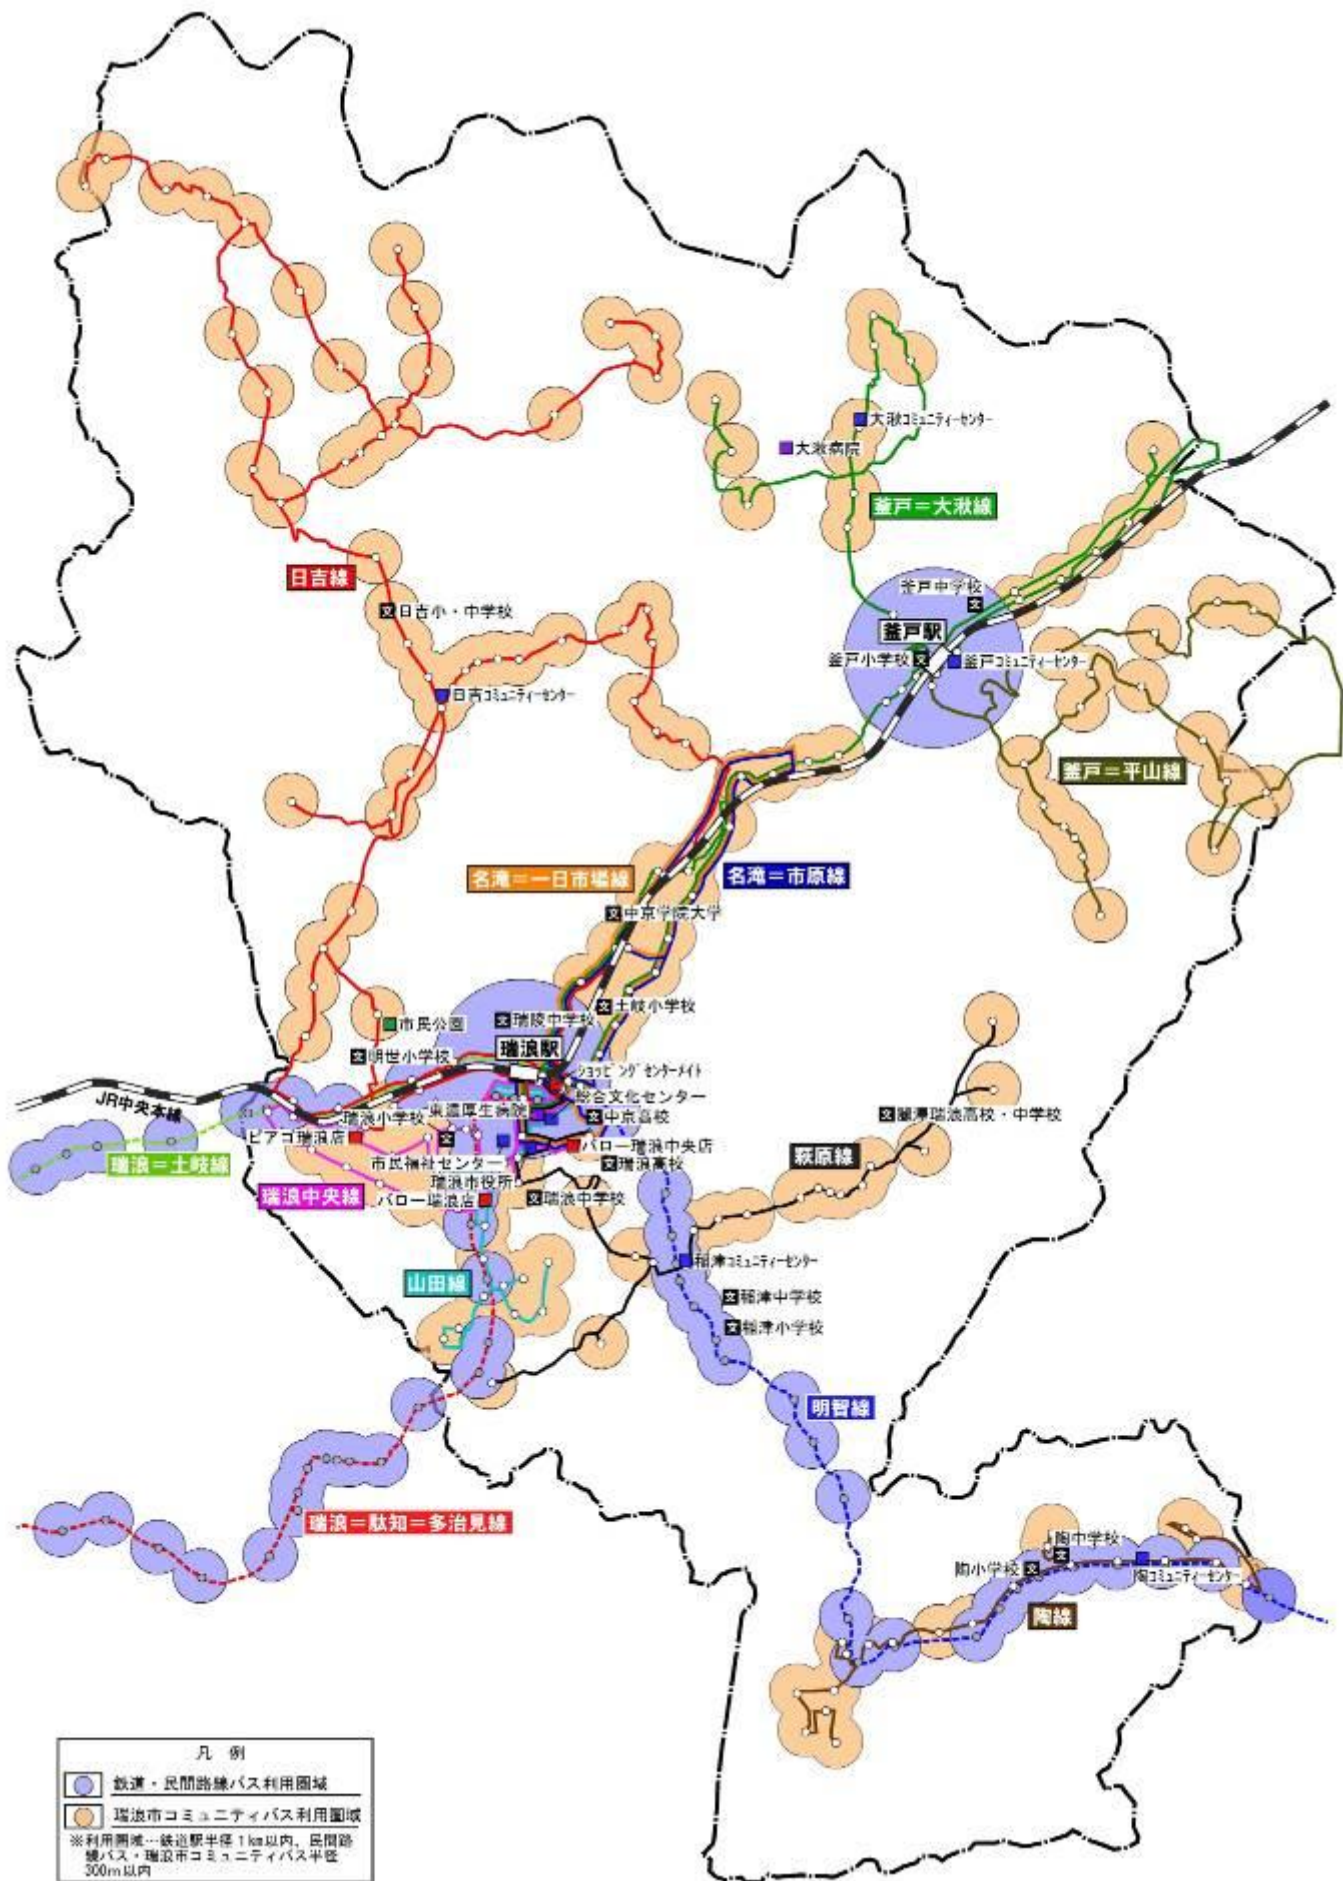 大湫コミュニティーセンター
大湫病院
釜戸＝大湫線
日吉線
釜戸中学校
文
文日吉小・中学校
釜戸駅
釜戸小学校文
釜戸コミュニティーセンター
日吉コミュニティーセンター
釜戸＝平山線
名滝＝一日市場線
名滝＝市原線
文中京学院大学
文土岐小学校
文瑞陵中学校
市民公園
瑞浪駅
文明世小学校
ショッピングセンターメイト
JR中央本線
総合文化センター
瑞浪小学校
文
東濃厚生病院
文中京高校
麗澤瑞浪高校・中学校
文
ピアゴ瑞浪店
バロー瑞浪中央店
萩原線
瑞浪＝土岐線
市民福祉センター
文瑞浪高校
瑞浪市役所
瑞浪中央線
バロー瑞浪店
文瑞浪中学校
稲津コミュニティーセンター
山田線
文稲津中学校
文稲津小学校
明智線
瑞浪＝駄知＝多治見線
陶中学校
文
陶小学校文
陶コミュニティーセンター
陶線
凡 例
鉄道・民間路線バス利用圏域
瑞浪市コミュニティバス利用圏域
※利用圏域…鉄道駅半径1km以内、民間路
線バス・瑞浪市コミュニティバス半径
300m以内